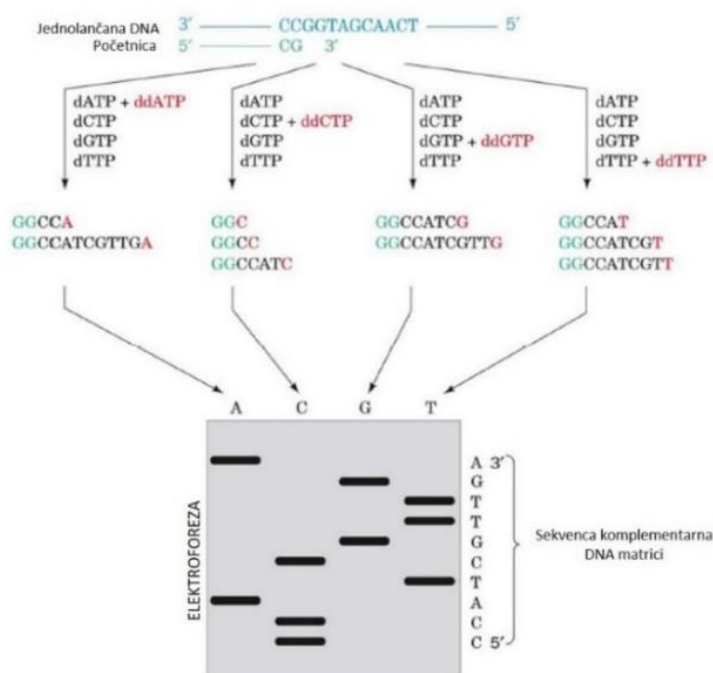 Jednolančana DNA 3′ CCGGTAGCAACT 5′
Početnica 5′ CG 3′
dATP + ddATP
dCTP
dGTP
dTTP
dATP
dCTP + ddCTP
dGTP
dTTP
dATP
dCTP
dGTP + ddGTP
dTTP
dATP
dCTP
dGTP
dTTP + ddTTP
GGCCA
GGCCATCGTTGA
GGC
GGCC
GGCCATC
GGCCATCG
GGCCATCGTTG
GGCCAT
GGCCATCGT
GGCCATCGTT
A C G T
ELEKTROFOREZA
A 3′
G
T
T
G
C
T
A
C
C 5′
Sekvenca komplementarna
DNA matrici